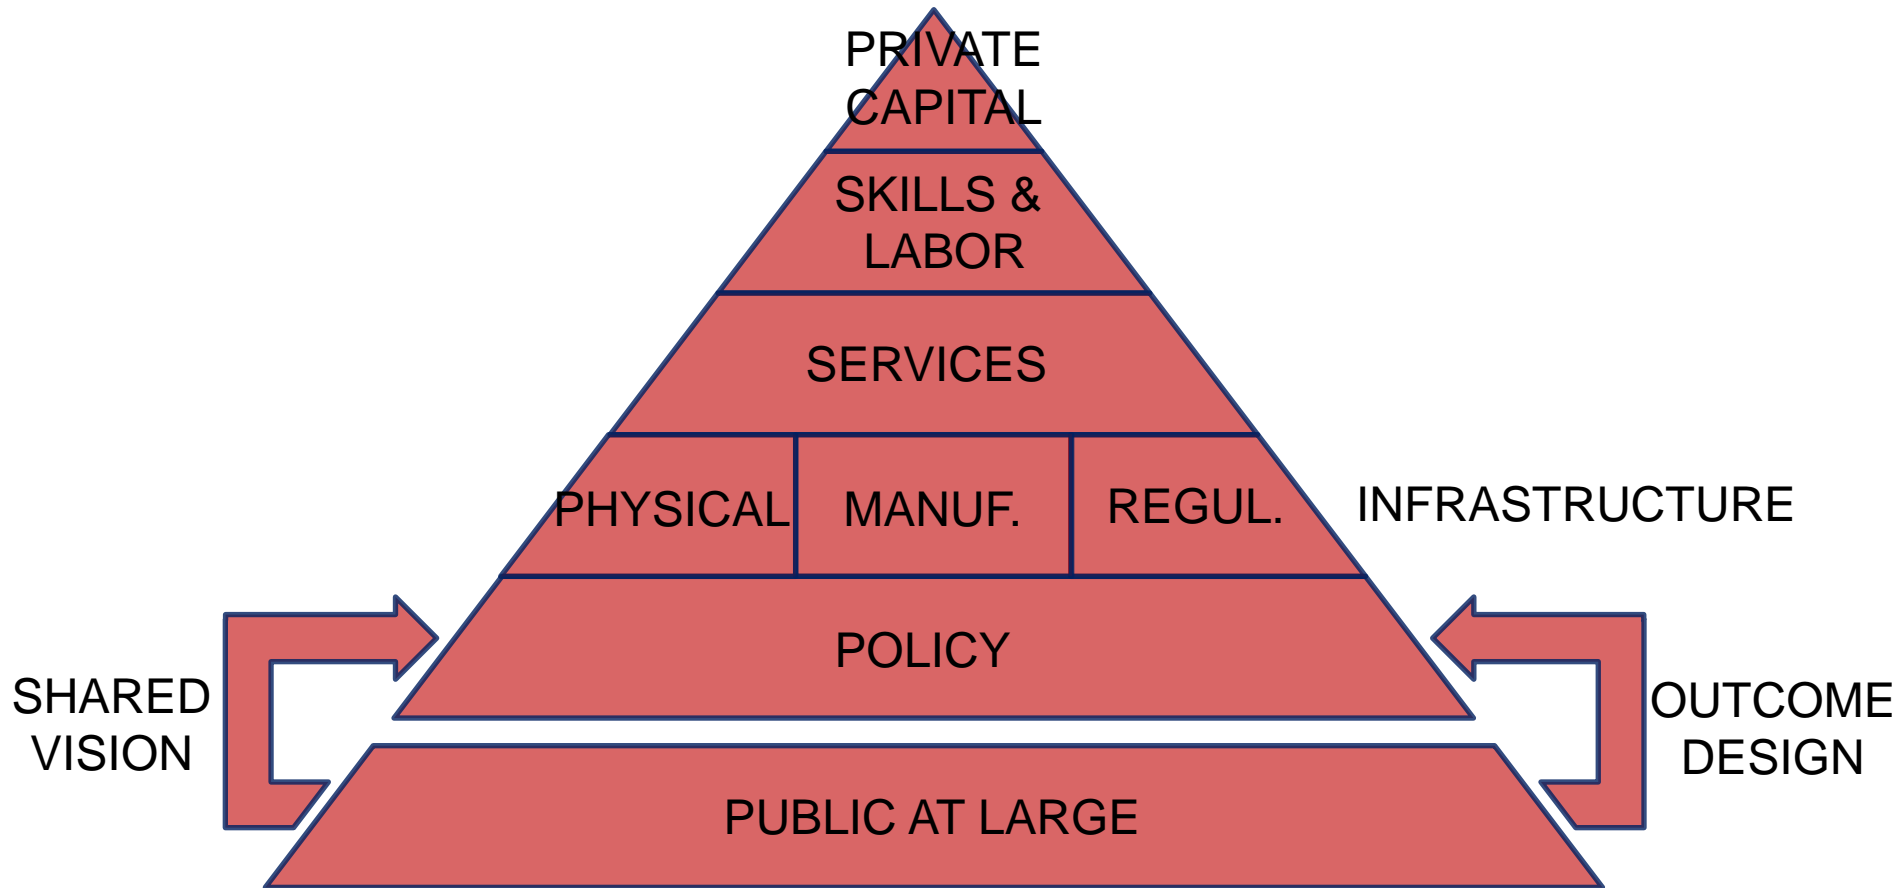 PRIVATE
CAPITAL
SKILLS &
LABOR
SERVICES
PHYSICAL
MANUF.
REGUL.
INFRASTRUCTURE
POLICY
SHARED
VISION
OUTCOME
DESIGN
PUBLIC AT LARGE